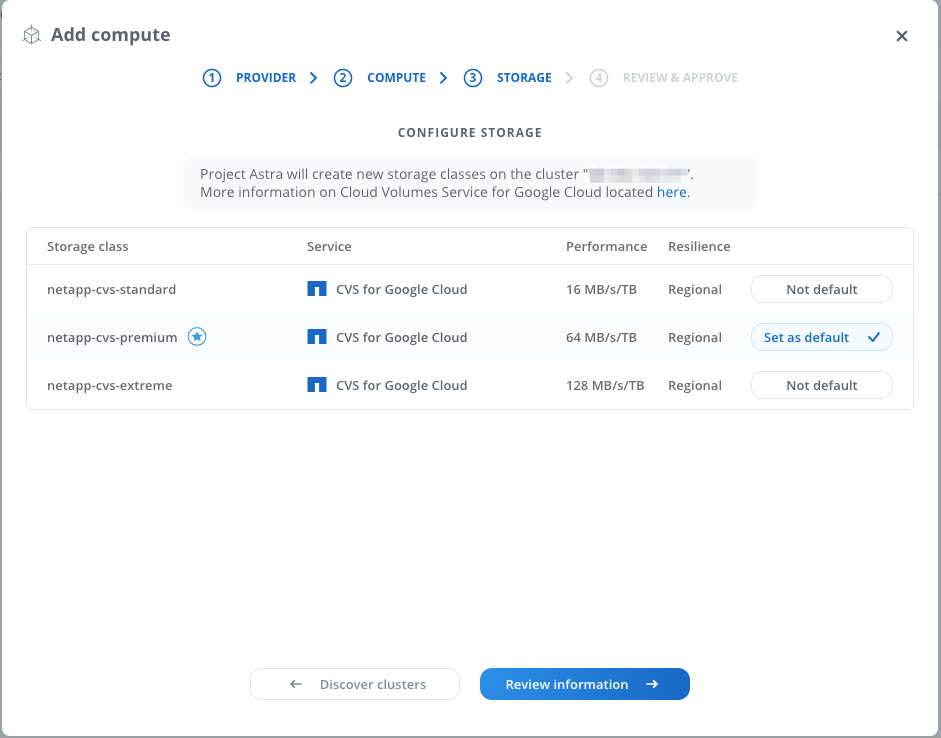 Add compute
1 PROVIDER 2 COMPUTE 3 STORAGE 4 REVIEW & APPROVE
CONFIGURE STORAGE
Project Astra will create new storage classes on the cluster "".
More information on Cloud Volumes Service for Google Cloud located here.
Storage class Service Performance Resilience
netapp-cvs-standard CVS for Google Cloud 16 MB/s/TB Regional Not default
netapp-cvs-premium CVS for Google Cloud 64 MB/s/TB Regional Set as default
netapp-cvs-extreme CVS for Google Cloud 128 MB/s/TB Regional Not default
Discover clusters Review information